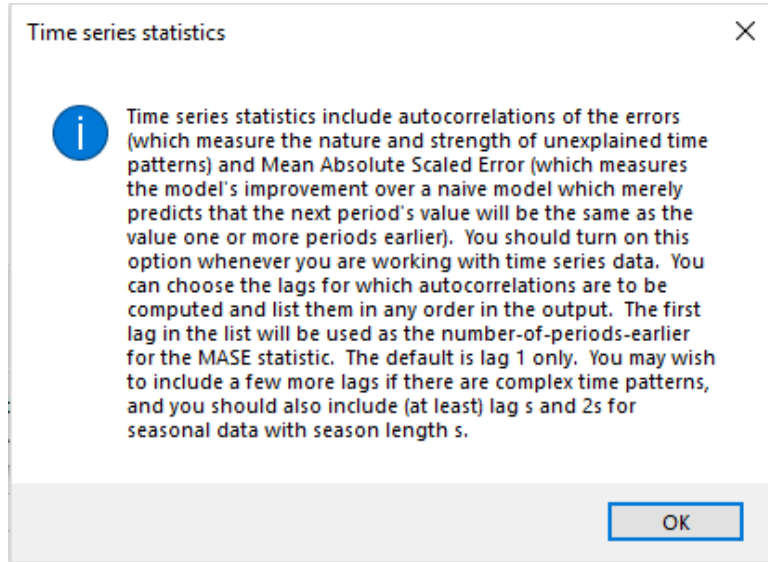 Time series statistics
Time series statistics include autocorrelations of the errors
(which measure the nature and strength of unexplained time
patterns) and Mean Absolute Scaled Error (which measures
the model's improvement over a naive model which merely
predicts that the next period's value will be the same as the
value one or more periods earlier).  You should turn on this
option whenever you are working with time series data.  You
can choose the lags for which autocorrelations are to be
computed and list them in any order in the output.  The first
lag in the list will be used as the number-of-periods-earlier
for the MASE statistic.  The default is lag 1 only.  You may wish
to include a few more lags if there are complex time patterns,
and you should also include (at least) lag s and 2s for
seasonal data with season length s.
OK